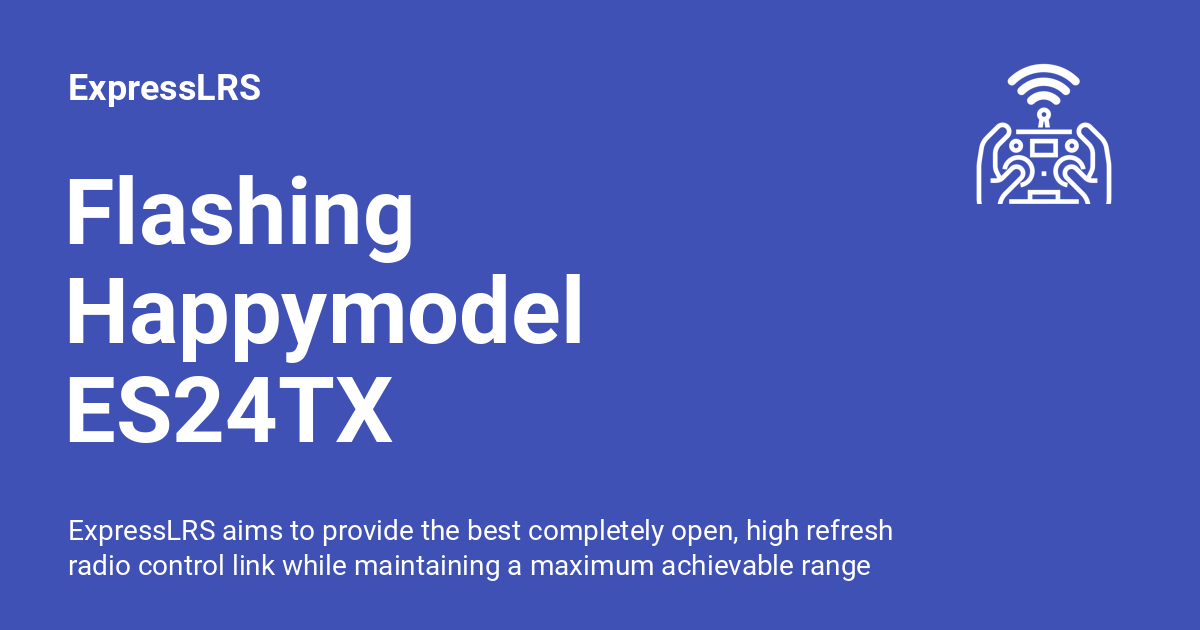 ExpressLRS
Flashing
Happymodel
ES24TX
ExpressLRS aims to provide the best completely open, high refresh
radio control link while maintaining a maximum achievable range